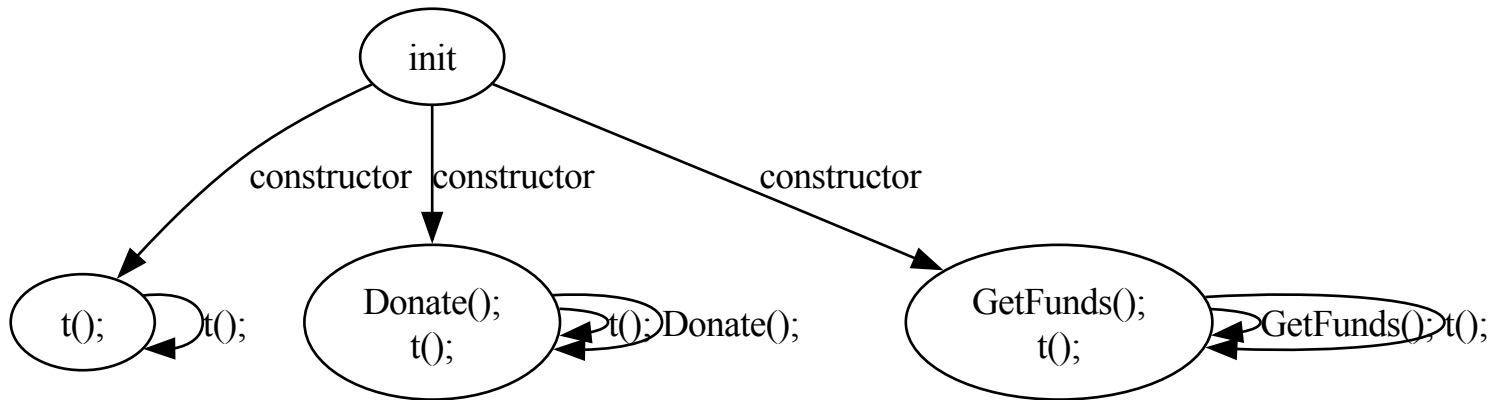 init
constructor
constructor
constructor
t();
t();
Donate();
t();
t();
Donate();
GetFunds();
t();
GetFunds();
t();